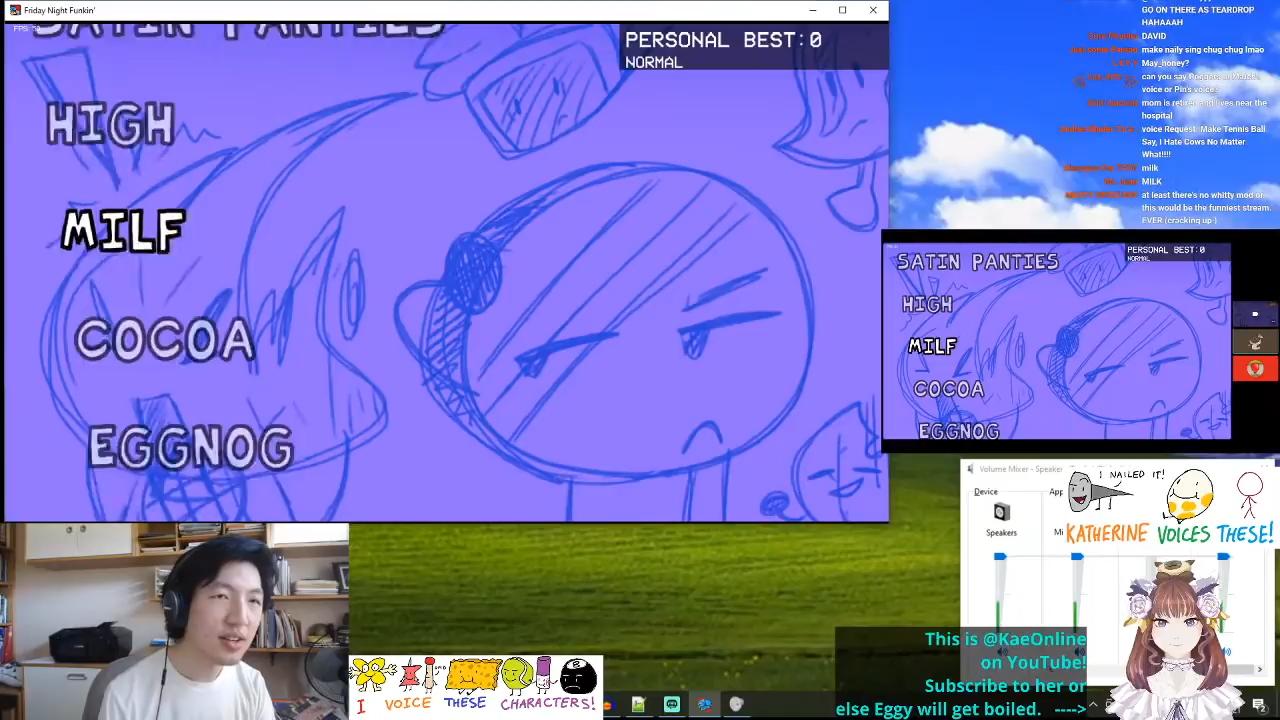 Friday Night Funkin'
SATIN PANTIES
PERSONAL BEST:0
NORMAL
HIGH
MILF
COCOA
EGGNOG
GO ON THERE AS TEARDROP
HAHAAAH
DAVID
make naily sing chug chug lmao
May_honey?
voice or Pin's voice?
mom is retired and lives near the
hospital
voice Request: Make Tennis Ball
Say, I Hate Cows No Matter
What!!!!
milk
MILK
at least there's no whitty mod or
this would be the funniest stream.
EVER (cracking up-)
SATIN PANTIES
PERSONAL BEST:0
NORMAL
HIGH
MILF
COCOA
EGGNOG
Volume Mixer - Speaker
Device
App
Speakers
Mi
I NAILED IT!
KATHERINE VOICES THESE!
This is @KaeOnline
on YouTube!
Subscribe to her or
else Eggy will get boiled. ---->
I VOICE THESE CHARACTERS!
8